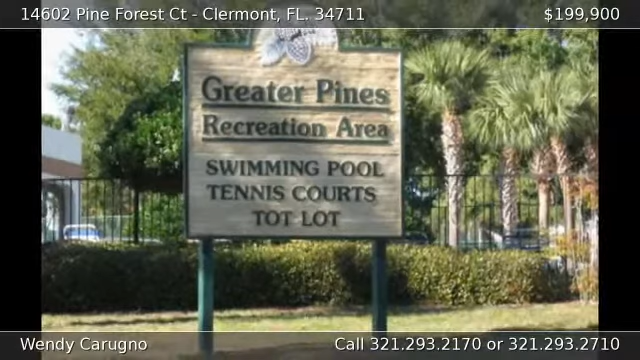 14602 Pine Forest Ct - Clermont, FL. 34711
$199,900
Greater Pines
Recreation Area
SWIMMING POOL
TENNIS COURTS
TOT LOT
Wendy Carugno
Call 321.293.2170 or 321.293.2710